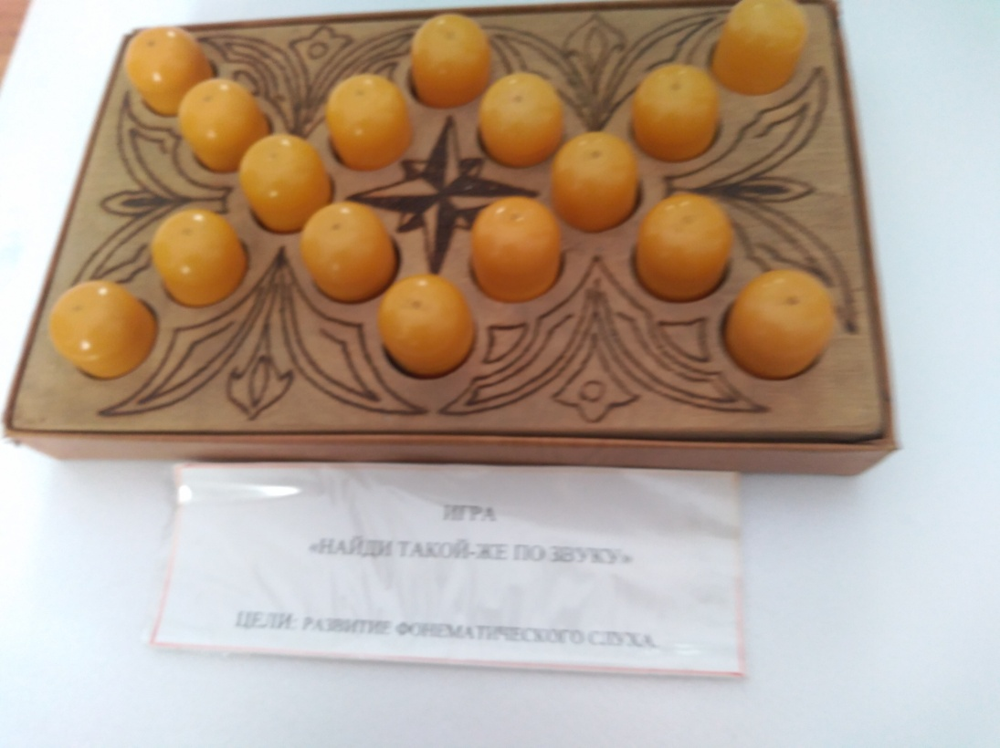 ИГРА
«НАЙДИ ТАКОЙ-ЖЕ ПО ЗВУКУ»
ЦЕЛИ: РАЗВИТИЕ ФОНЕМАТИЧЕСКОГО СЛУХА.